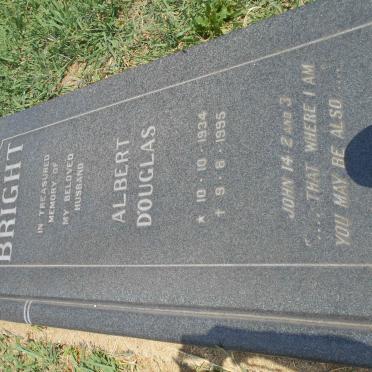 BRIGHT
IN TREASURED
MEMORY OF
MY BELOVED
HUSBAND
ALBERT
DOUGLAS
★ 10 · 10 · 1934
✝ 9 · 6 · 1995
JOHN 14: 2 AND 3
".... THAT WHERE I AM
YOU MAY BE ALSO ....